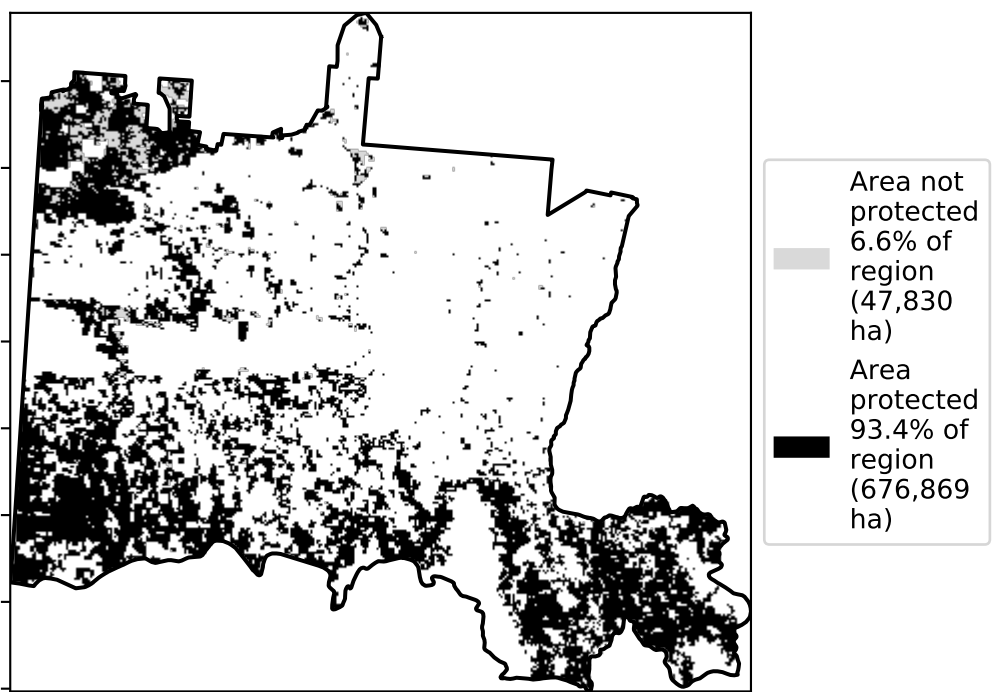 Area not
protected
6.6% of
region
(47,830
ha)
Area
protected
93.4% of
region
(676,869
ha)